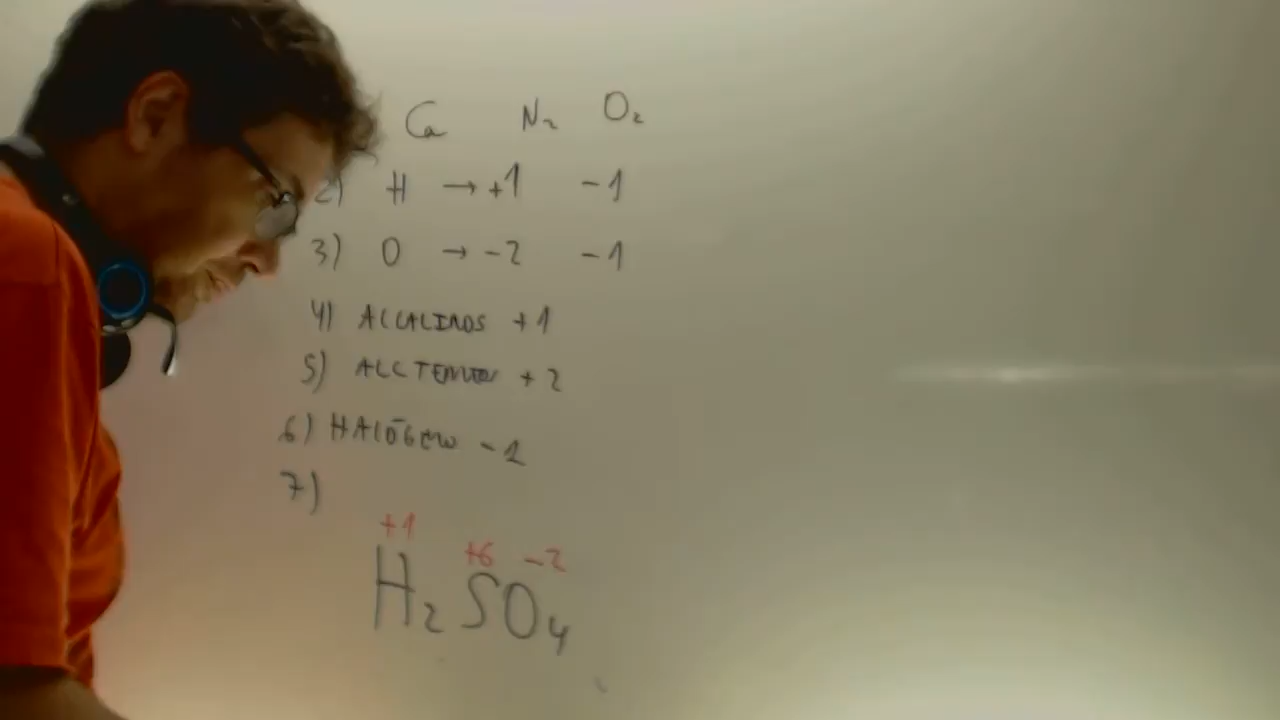 Ca N₂ O₂
2) H → +1 -1
3) O → -2 -1
4) ALCALINOS +1
5) ALCTERREOS +2
6) HALÓGENO -1
7)
+1 +6 -2
H₂SO₄